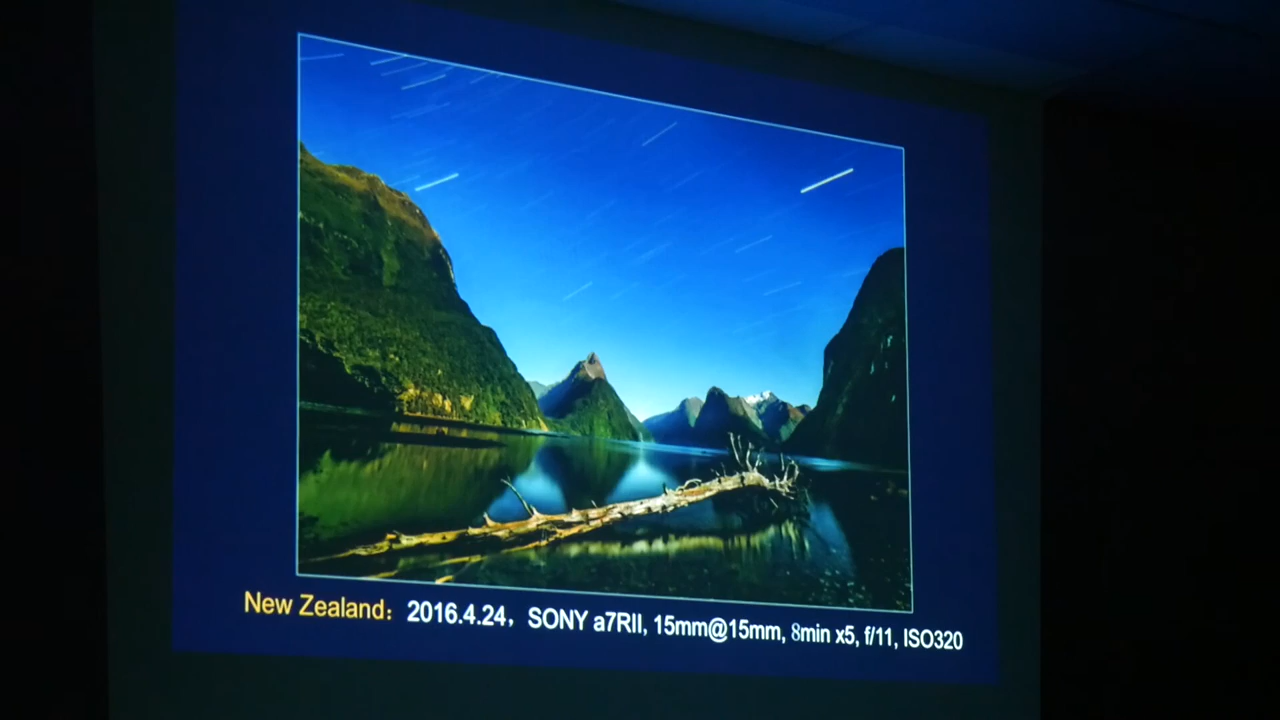 New Zealand：2016.4.24，SONY a7RII, 15mm@15mm, 8min x5, f/11, ISO320